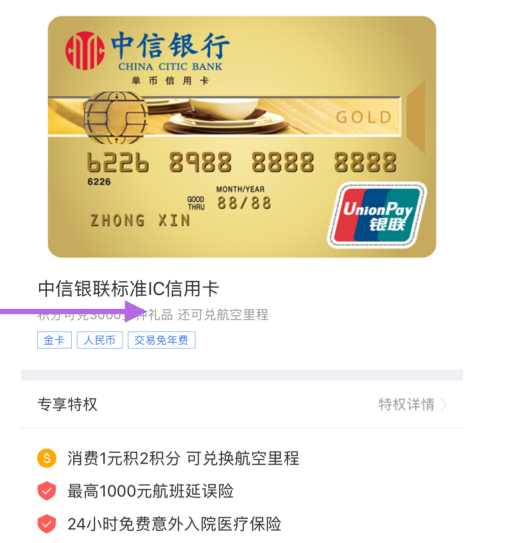 中信银行
CHINA CITIC BANK
单币信用卡
GOLD
6226 8988 8888 8888
6226
MONTH/YEAR
GOOD THRU 88/88
ZHONG XIN
UnionPay
银联
中信银联标准IC信用卡
积分可兑3000 礼品 还可兑航空里程
金卡 人民币 交易免年费
专享特权 特权详情
消费1元积2积分 可兑换航空里程
最高1000元航班延误险
24小时免费意外入院医疗保险